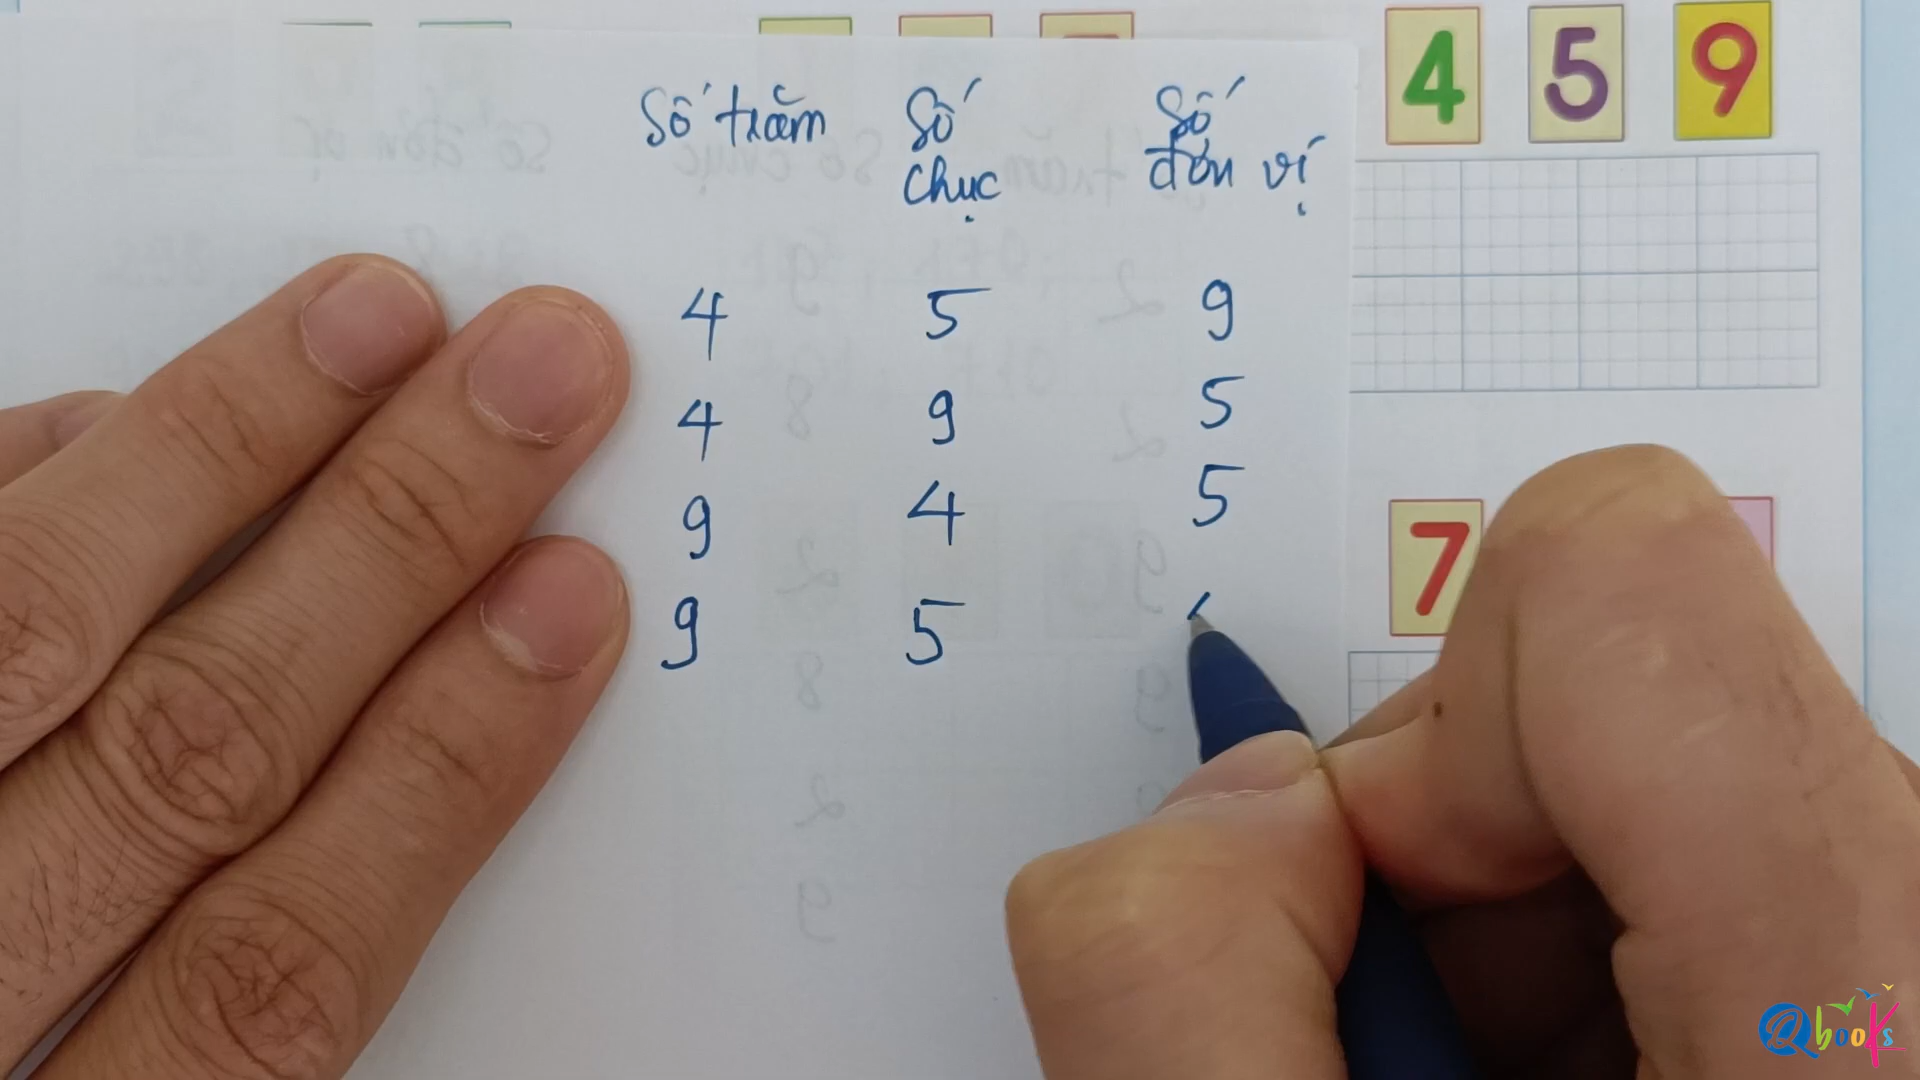 4 5 9
Số trăm Số chục Số đơn vị
4 5 9
4 9 5
9 4 5
9 5
7
Qbooks